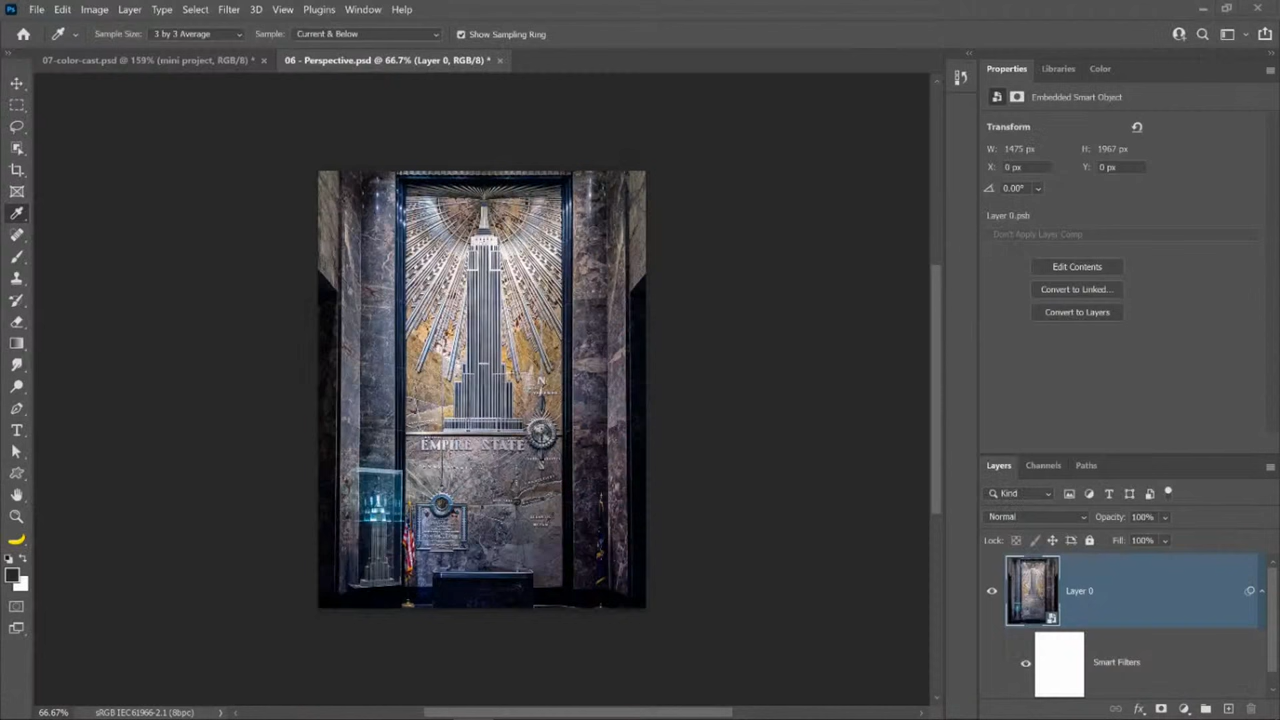 File Edit Image Layer Type Select Filter 3D View Plugins Window Help
Sample Size: 3 by 3 Average Sample: Current & Below Show Sampling Ring
07-color-cast.psd @ 159% (mini project, RGB/8) * 06 - Perspective.psd @ 66.7% (Layer 0, RGB/8) *
Properties Libraries Color
Embedded Smart Object
Transform
W: 1475 px H: 1967 px
X: 0 px Y: 0 px
0.00°
Layer 0.psb
Don't Apply Layer Comp
Edit Contents
Convert to Linked...
Convert to Layers
N
EMPIRE STATE
S
Layers Channels Paths
Kind
Normal Opacity: 100%
Lock: Fill: 100%
Layer 0
Smart Filters
66.67% sRGB IEC61966-2.1 (8bpc)